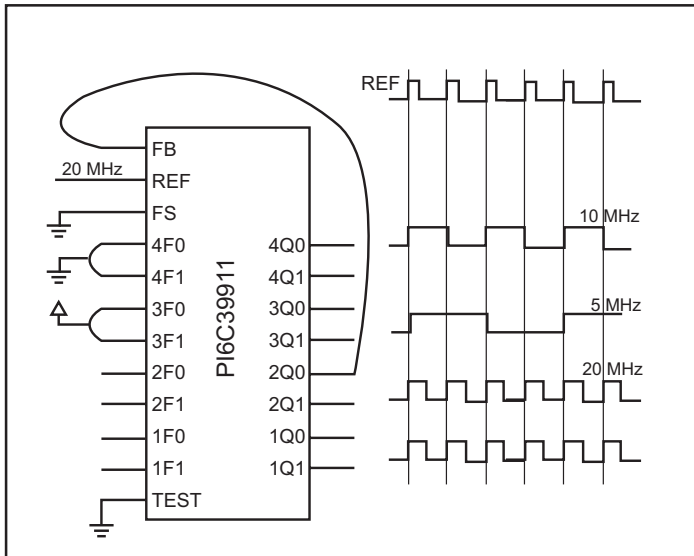 REF
FB
20 MHz
REF
FS
4F0
4F1
3F0
3F1
2F0
2F1
1F0
1F1
TEST
PI6C39911
4Q0
4Q1
3Q0
3Q1
2Q0
2Q1
1Q0
1Q1
10 MHz
5 MHz
20 MHz